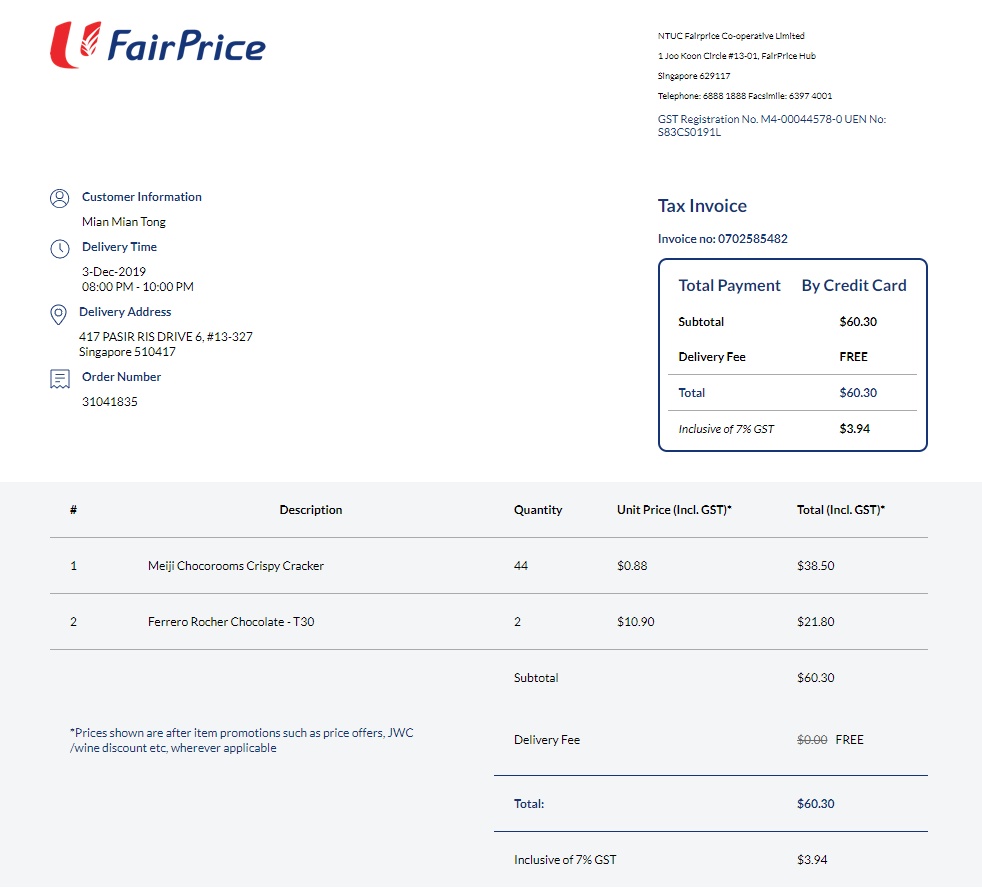 FairPrice
NTUC Fairprice Co-operative Limited
1 Joo Koon Circle #13-01, FairPrice Hub
Singapore 629117
Telephone: 6888 1888 Facsimile: 6397 4001
GST Registration No. M4-00044578-0 UEN No:
S83CS0191L
Customer Information
Mian Mian Tong
Delivery Time
3-Dec-2019
08:00 PM - 10:00 PM
Delivery Address
417 PASIR RIS DRIVE 6, #13-327
Singapore 510417
Order Number
31041835
Tax Invoice
Invoice no: 0702585482
Total Payment By Credit Card
Subtotal $60.30
Delivery Fee FREE
Total $60.30
Inclusive of 7% GST $3.94
# Description Quantity Unit Price (Incl. GST)* Total (Incl. GST)*
1 Meiji Chocorooms Crispy Cracker 44 $0.88 $38.50
2 Ferrero Rocher Chocolate - T30 2 $10.90 $21.80
Subtotal $60.30
*Prices shown are after item promotions such as price offers, JWC
/wine discount etc, wherever applicable
Delivery Fee $0.00 FREE
Total: $60.30
Inclusive of 7% GST $3.94